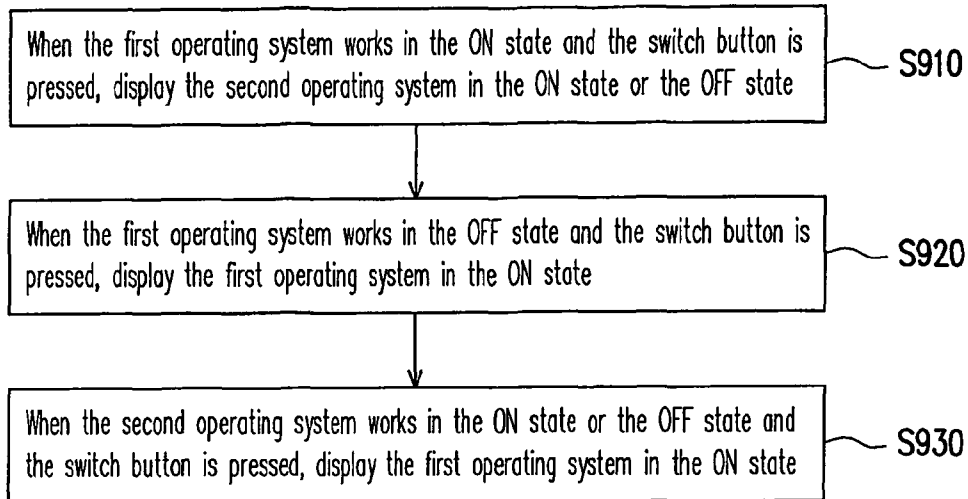 When the first operating system works in the ON state and the switch button is
pressed, display the second operating system in the ON state or the OFF state
S910
When the first operating system works in the OFF state and the switch button is
pressed, display the first operating system in the ON state
S920
When the second operating system works in the ON state or the OFF state and
the switch button is pressed, display the first operating system in the ON state
S930